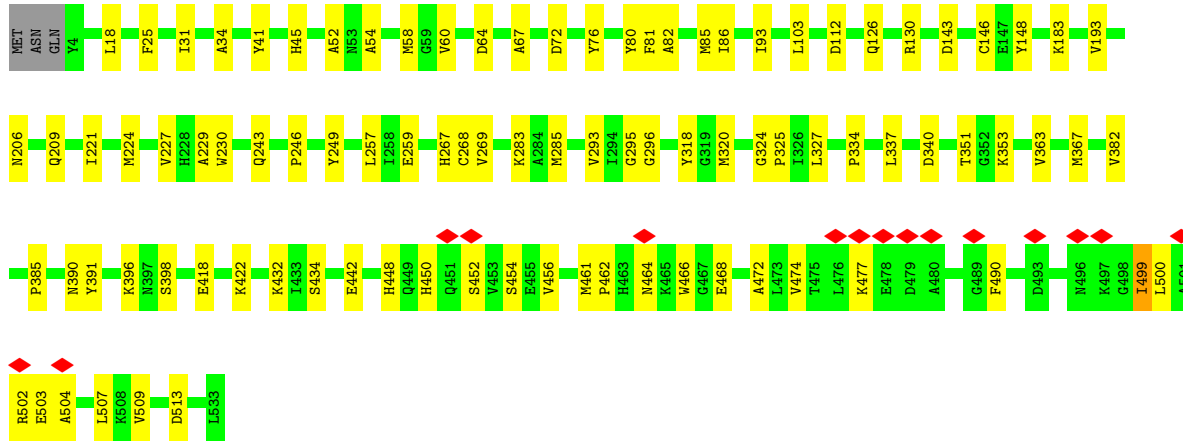 MET ASN GLN Y4 L18 F25 I31 A34 Y41 H45 A52 N53 A54 M58 G59 V60 D64 A67 D72 Y76 Y80 F81 A82 M85 I86 I93 L103 D112 Q126 R130 D143 C146 E147 Y148 K183 V193
N206 Q209 I221 M224 V227 H228 A229 W230 Q243 P246 Y249 L257 I258 E259 H267 C268 V269 K283 A284 M285 V293 I294 G295 G296 Y318 G319 M320 G324 P325 I326 L327 P334 L337 D340 T351 G352 K353 V363 M367 V382
P385 N390 Y391 K396 N397 S398 E418 K422 K432 I433 S434 E442 H448 Q449 H450 Q451 S452 V453 S454 E455 V456 M461 P462 H463 N464 K465 W466 G467 E468 A472 L473 V474 T475 L476 K477 E478 D479 A480 G489 F490 D493 N496 K497 G498 I499 L500 A501
R502 E503 A504 L507 K508 V509 D513 L533